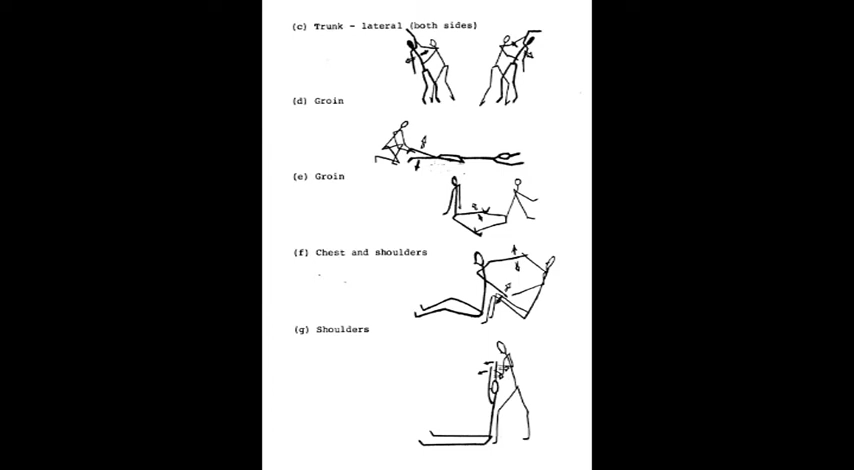 (c) Trunk - lateral (both sides)
(d) Groin
(e) Groin
(f) Chest and shoulders
(g) Shoulders